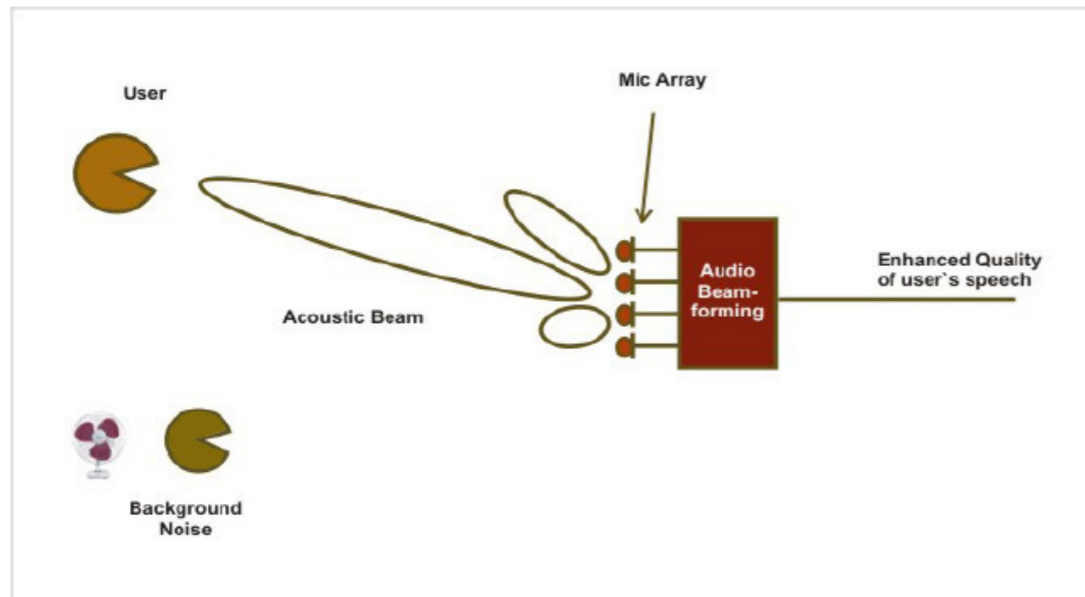 User
Mic Array
Enhanced Quality
of user`s speech
Audio
Beam-
forming
Acoustic Beam
Background
Noise